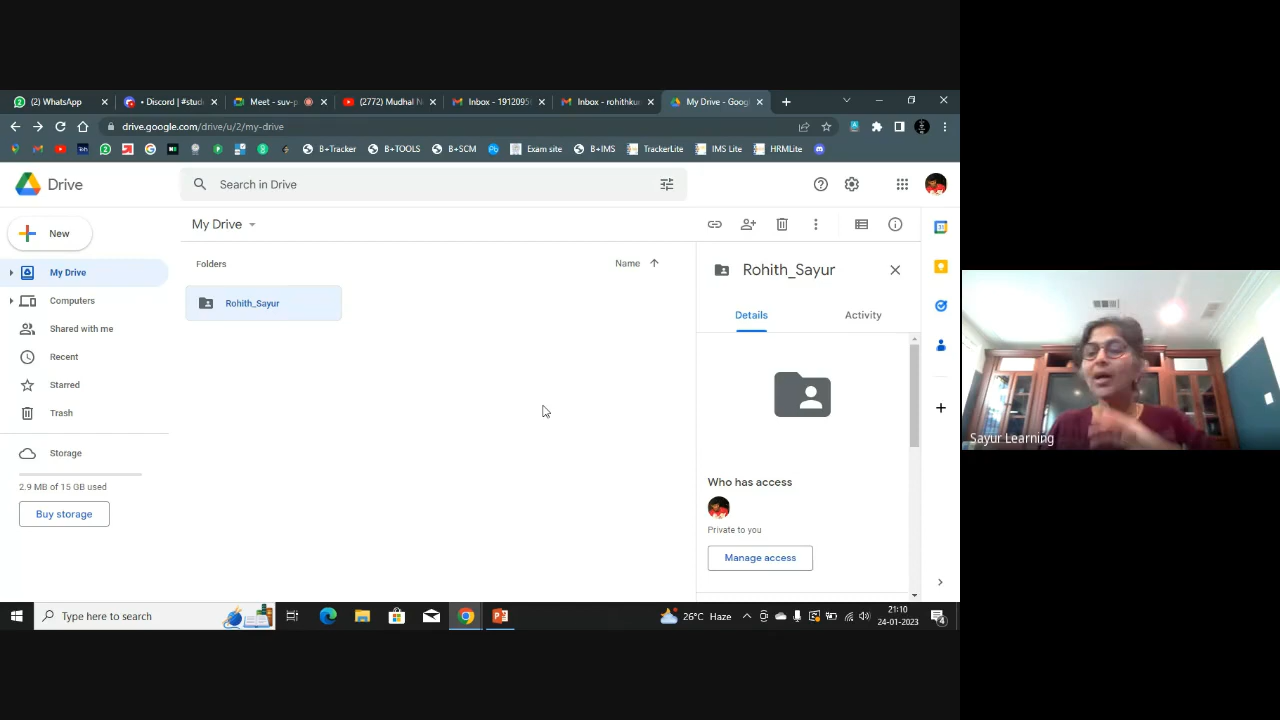 (2) WhatsApp
• Discord | #stud
Meet - suv-p
(2772) Mudhal N
Inbox - 1912095
Inbox - rohithku
My Drive - Goog
drive.google.com/drive/u/2/my-drive
B+Tracker
B+TOOLS
B+SCM
Exam site
B+IMS
TrackerLite
IMS Lite
HRMLite
Drive
Search in Drive
New
My Drive
Computers
Shared with me
Recent
Starred
Trash
Storage
2.9 MB of 15 GB used
Buy storage
My Drive
Folders
Name
Rohith_Sayur
Rohith_Sayur
Details
Activity
Who has access
Private to you
Manage access
Sayur Learning
Type here to search
26°C Haze
21:10
24-01-2023
4